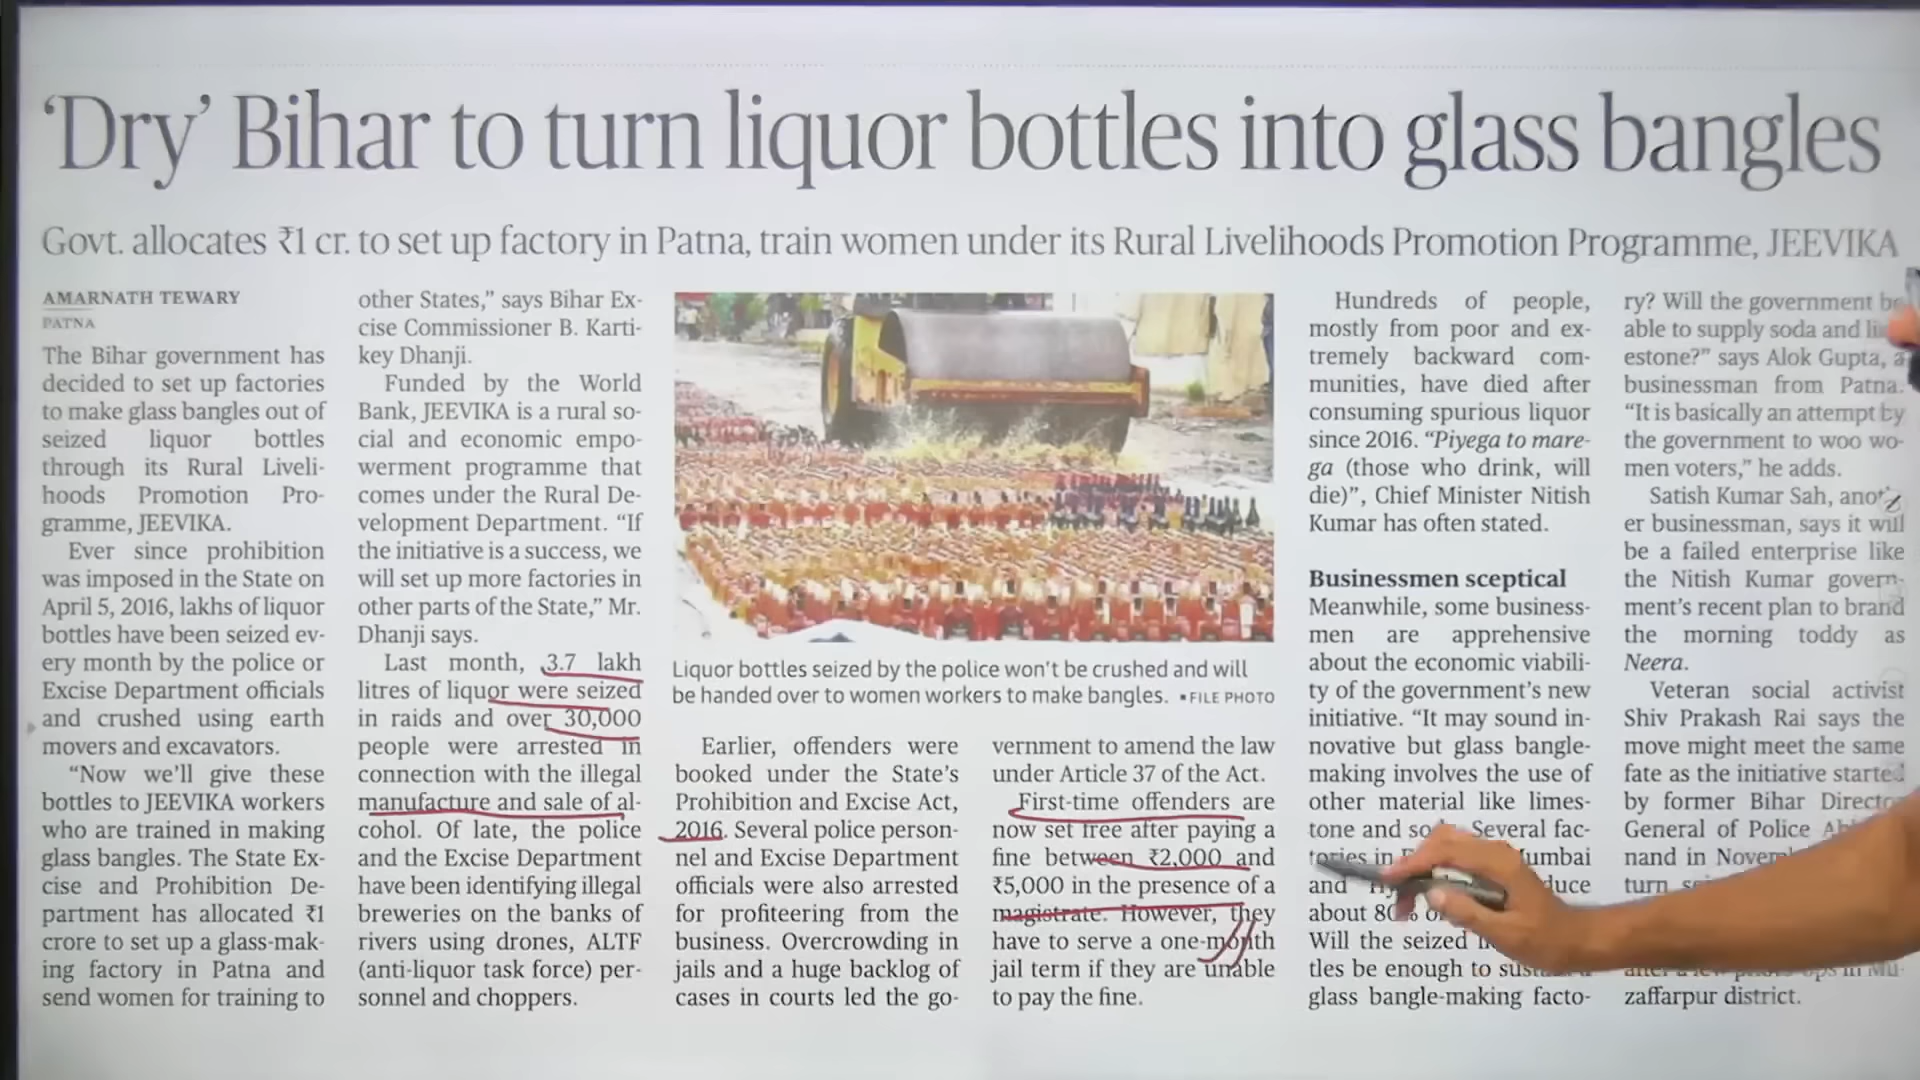 ‘Dry’ Bihar to turn liquor bottles into glass bangles
Govt. allocates ₹1 cr. to set up factory in Patna, train women under its Rural Livelihoods Promotion Programme, JEEVIKA
AMARNATH TEWARY
PATNA
The Bihar government has
decided to set up factories
to make glass bangles out of
seized liquor bottles
through its Rural Liveli-
hoods Promotion Pro-
gramme, JEEVIKA.
Ever since prohibition
was imposed in the State on
April 5, 2016, lakhs of liquor
bottles have been seized ev-
ery month by the police or
Excise Department officials
and crushed using earth
movers and excavators.
“Now we’ll give these
bottles to JEEVIKA workers
who are trained in making
glass bangles. The State Ex-
cise and Prohibition De-
partment has allocated ₹1
crore to set up a glass-mak-
ing factory in Patna and
send women for training to
other States,” says Bihar Ex-
cise Commissioner B. Karti-
key Dhanji.
Funded by the World
Bank, JEEVIKA is a rural so-
cial and economic empo-
werment programme that
comes under the Rural De-
velopment Department. “If
the initiative is a success, we
will set up more factories in
other parts of the State,” Mr.
Dhanji says.
Last month, 3.7 lakh
litres of liquor were seized
in raids and over 30,000
people were arrested in
connection with the illegal
manufacture and sale of al-
cohol. Of late, the police
and the Excise Department
have been identifying illegal
breweries on the banks of
rivers using drones, ALTF
(anti-liquor task force) per-
sonnel and choppers.
Liquor bottles seized by the police won’t be crushed and will
be handed over to women workers to make bangles. ▪FILE PHOTO
Earlier, offenders were
booked under the State’s
Prohibition and Excise Act,
2016. Several police person-
nel and Excise Department
officials were also arrested
for profiteering from the
business. Overcrowding in
jails and a huge backlog of
cases in courts led the go-
vernment to amend the law
under Article 37 of the Act.
First-time offenders are
now set free after paying a
fine between ₹2,000 and
₹5,000 in the presence of a
magistrate. However, they
have to serve a one-month
jail term if they are unable
to pay the fine.
Hundreds of people,
mostly from poor and ex-
tremely backward com-
munities, have died after
consuming spurious liquor
since 2016. “Piyega to mare-
ga (those who drink, will
die)”, Chief Minister Nitish
Kumar has often stated.
Businessmen sceptical
Meanwhile, some business-
men are apprehensive
about the economic viabili-
ty of the government’s new
initiative. “It may sound in-
novative but glass bangle-
making involves the use of
other material like limes-
tone and Several fac-
tories in
and
about
Will the seized
tles be enough to
glass bangle-making facto-
ry? Will the government be
able to supply soda and
estone?” says Alok Gupta, a
businessman from Patna.
“It is basically an attempt by
the government to woo wo-
men voters,” he adds.
Satish Kumar Sah,
er businessman, says it will
be a failed enterprise like
the Nitish Kumar govern-
ment’s recent plan to brand
the morning toddy as
Neera.
Veteran social activist
Shiv Prakash Rai says the
move might meet the same
fate as the initiative started
by former Bihar
General of Police
nand in
turn
zaffarpur district.